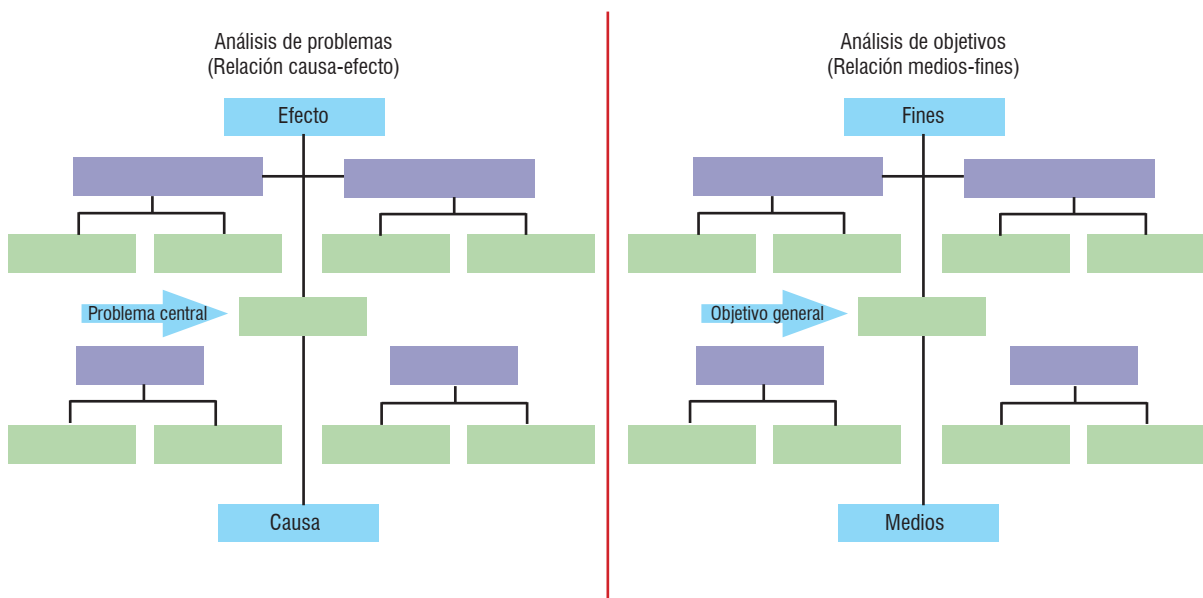 Análisis de problemas
(Relación causa-efecto)
Efecto
Problema central
Causa
Análisis de objetivos
(Relación medios-fines)
Fines
Objetivo general
Medios